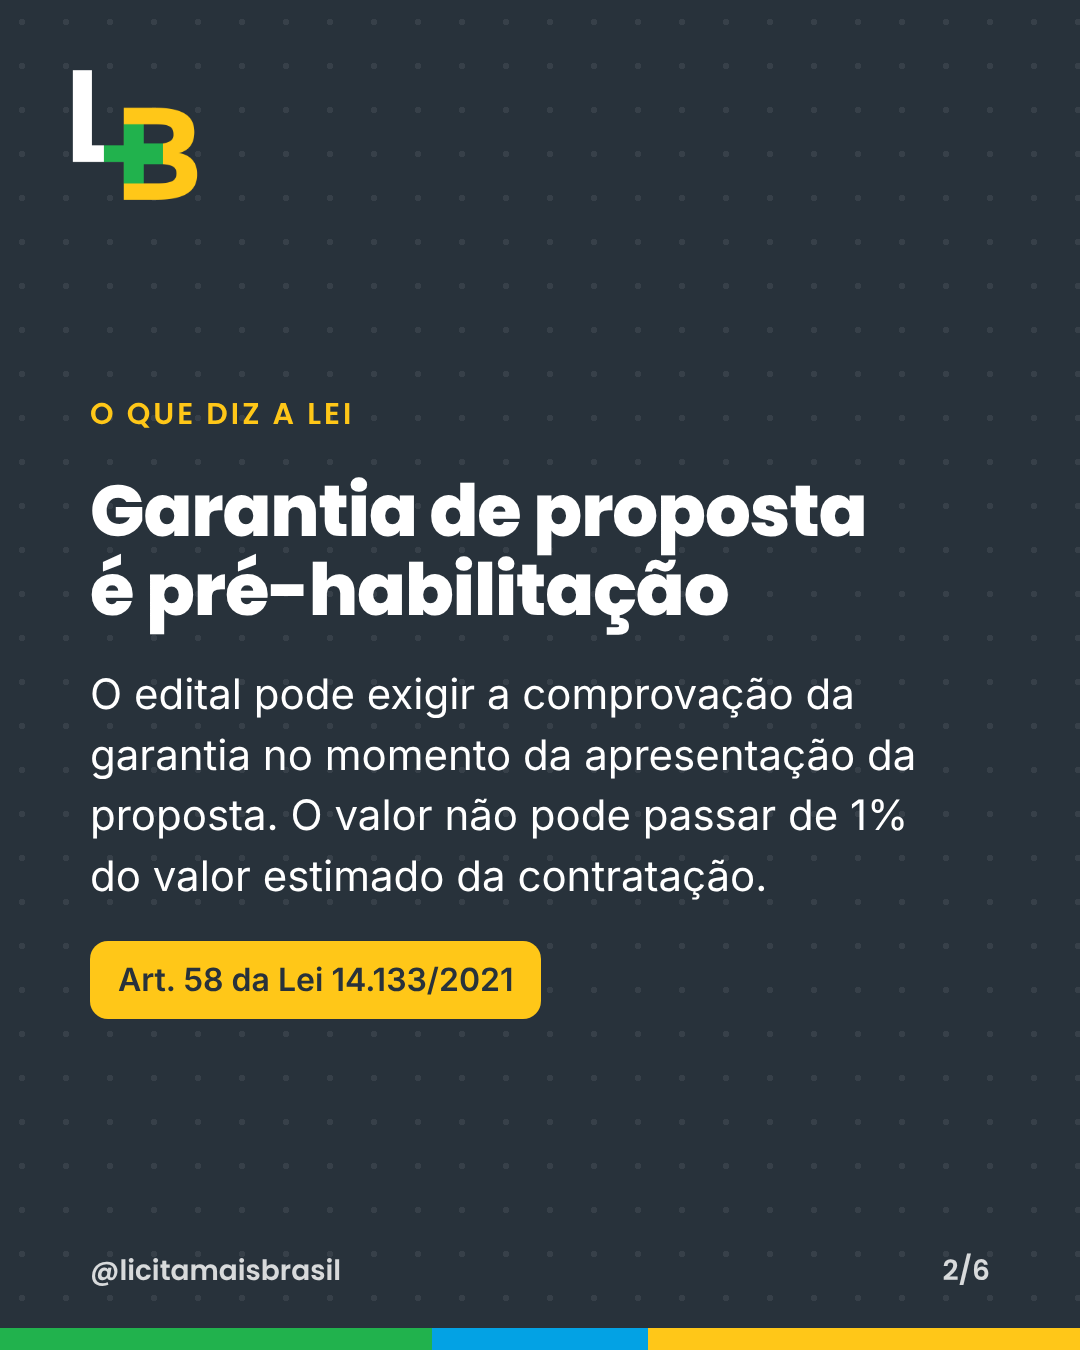 L+B
O QUE DIZ A LEI
Garantia de proposta
é pré-habilitação
O edital pode exigir a comprovação da
garantia no momento da apresentação da
proposta. O valor não pode passar de 1%
do valor estimado da contratação.
Art. 58 da Lei 14.133/2021
@licitamaisbrasil
2/6